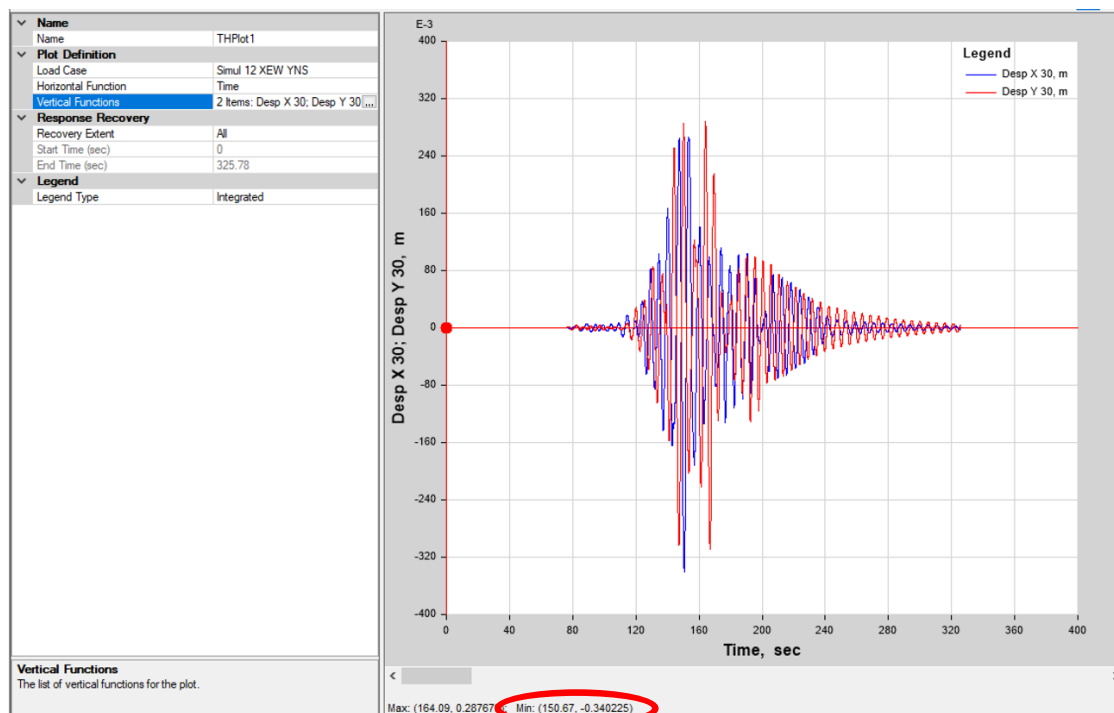 Name
Name THPlot1
Plot Definition
Load Case Simul 12 XEW YNS
Horizontal Function Time
Vertical Functions 2 Items: Desp X 30; Desp Y 30 ...
Response Recovery
Recovery Extent All
Start Time (sec) 0
End Time (sec) 325.78
Legend
Legend Type Integrated
Vertical Functions
The list of vertical functions for the plot.
E-3
400
320
240
160
80
0
-80
-160
-240
-320
-400
Desp X 30; Desp Y 30, m
Legend
Desp X 30, m
Desp Y 30, m
0 40 80 120 160 200 240 280 320 360 400
Time, sec
Max: (164.09, 0.28767 Min: (150.67, -0.340225)